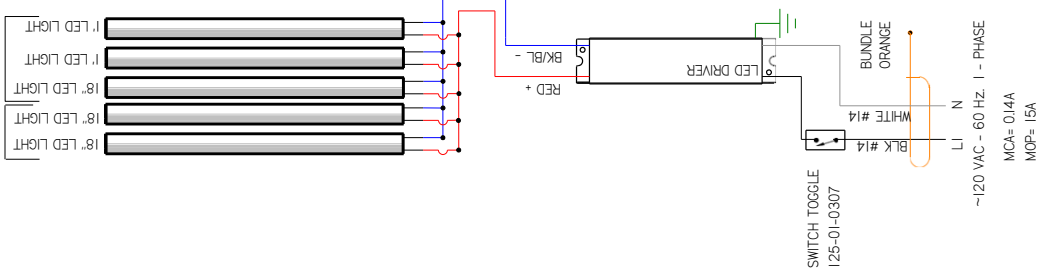 1' LED LIGHT
1' LED LIGHT
18" LED LIGHT
18" LED LIGHT
18" LED LIGHT
BK/BL -
RED +
LED DRIVER
BUNDLE
ORANGE
WHITE #14
BLK #14
N
L1
~120 VAC - 60 Hz. 1 - PHASE
MCA= 0.14A
MOP= 15A
SWITCH TOGGLE
125-01-0307